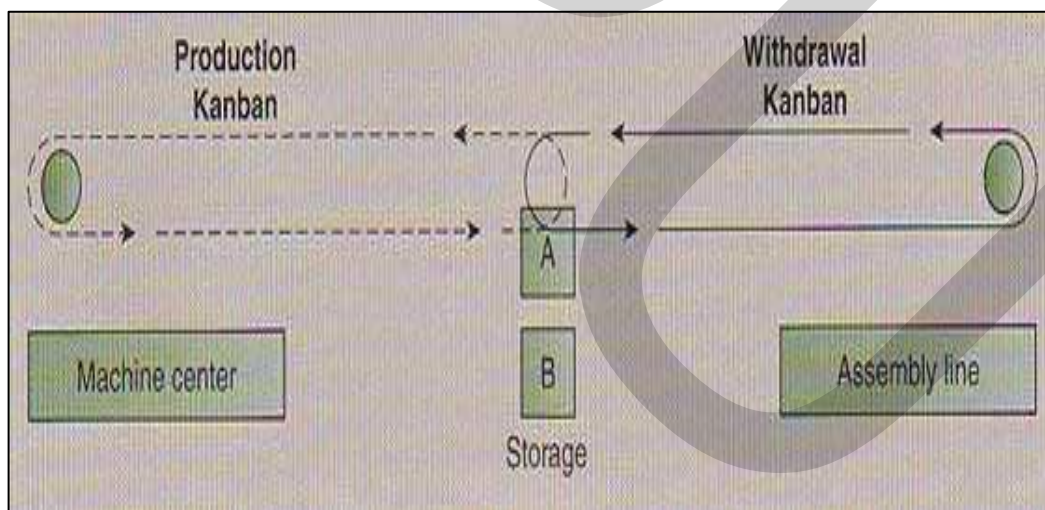 Production
Kanban
Withdrawal
Kanban
A
Machine center
B
Assembly line
Storage